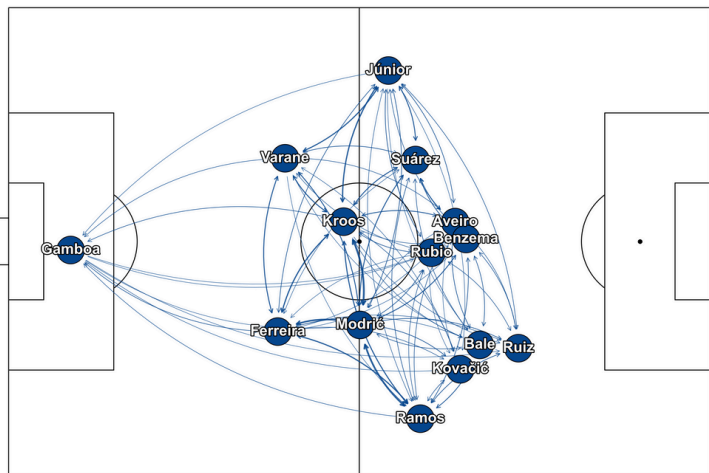 Júnior
Varane
Suárez
Kroos
Aveiro
Benzema
Rubio
Gamboa
Modrić
Ferreira
Bale
Ruiz
Kovačić
Ramos